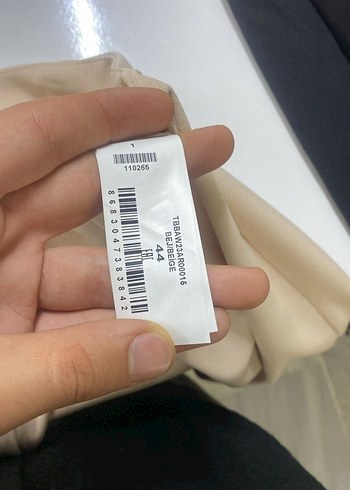 1
110265
TBBAW23AR00015
BEJ/BEIGE
44
EAC
8683047383842